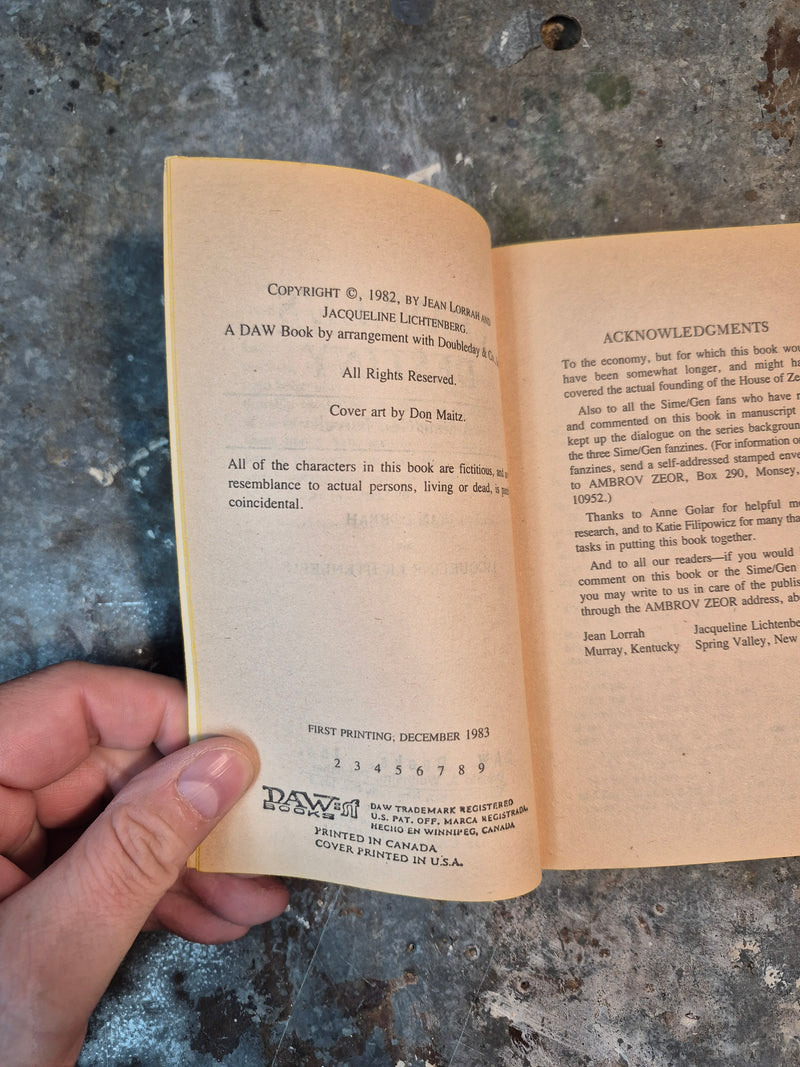 COPYRIGHT ©, 1982, BY JEAN LORRAH AND
JACQUELINE LICHTENBERG.
A DAW Book by arrangement with Doubleday &
All Rights Reserved.
Cover art by Don Maitz.
All of the characters in this book are fictitious, and
resemblance to actual persons, living or dead, is
coincidental.
FIRST PRINTING, DECEMBER 1983
2 3 4 5 6 7 8 9
DAW
BOOKS
DAW TRADEMARK REGISTERED
U.S. PAT. OFF. MARCA REGISTRADA,
HECHO EN WINNIPEG, CANADA
PRINTED IN CANADA
COVER PRINTED IN U.S.A.
ACKNOWLEDGMENTS
To the economy, but for which this book
have been somewhat longer, and might
covered the actual founding of the House of
Also to all the Sime/Gen fans who have
and commented on this book in manuscript
kept up the dialogue on the series
the three Sime/Gen fanzines. (For information
fanzines, send a self-addressed stamped
to AMBROV ZEOR, Box 290, Monsey,
10952.)
Thanks to Anne Golar for helpful
research, and to Katie Filipowicz for many
tasks in putting this book together.
And to all our readers—if you would
comment on this book or the Sime/Gen
you may write to us in care of the
through the AMBROV ZEOR address,
Jean Lorrah Jacqueline
Murray, Kentucky Spring Valley, New